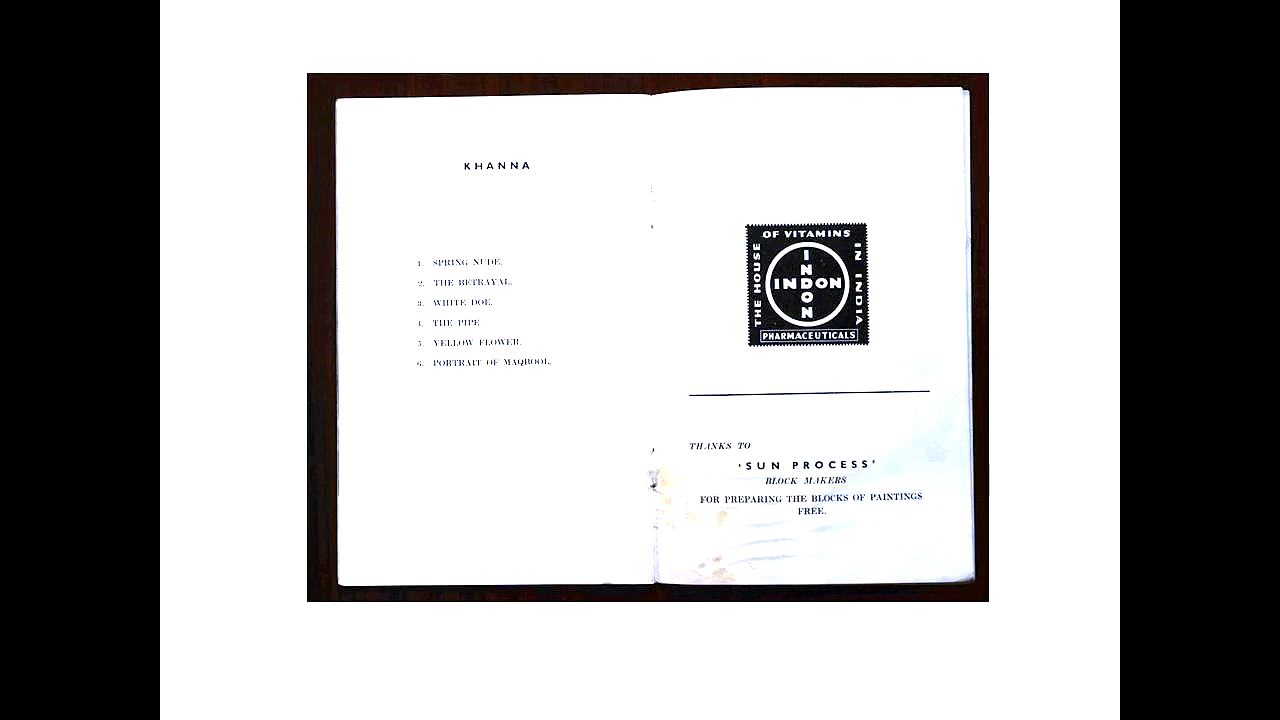 KHANNA
1. SPRING NUDE.
2. THE BETRAYAL.
3. WHITE DOE.
4. THE PIPE
5. YELLOW FLOWER.
6. PORTRAIT OF MAQBOOL.
OF VITAMINS
THE HOUSE
IN INDIA
INDON
INDON
PHARMACEUTICALS
THANKS TO
'SUN PROCESS'
BLOCK MAKERS
FOR PREPARING THE BLOCKS OF PAINTINGS
FREE.